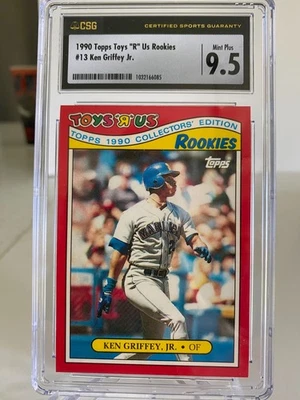 CSG
CERTIFIED SPORTS GUARANTY
1990 Topps Toys "R" Us Rookies
#13 Ken Griffey Jr.
Mint Plus
9.5
1032166085
TOYS "R" US
TOPPS 1990 COLLECTORS' EDITION
ROOKIES
Topps
KEN GRIFFEY, JR. • OF